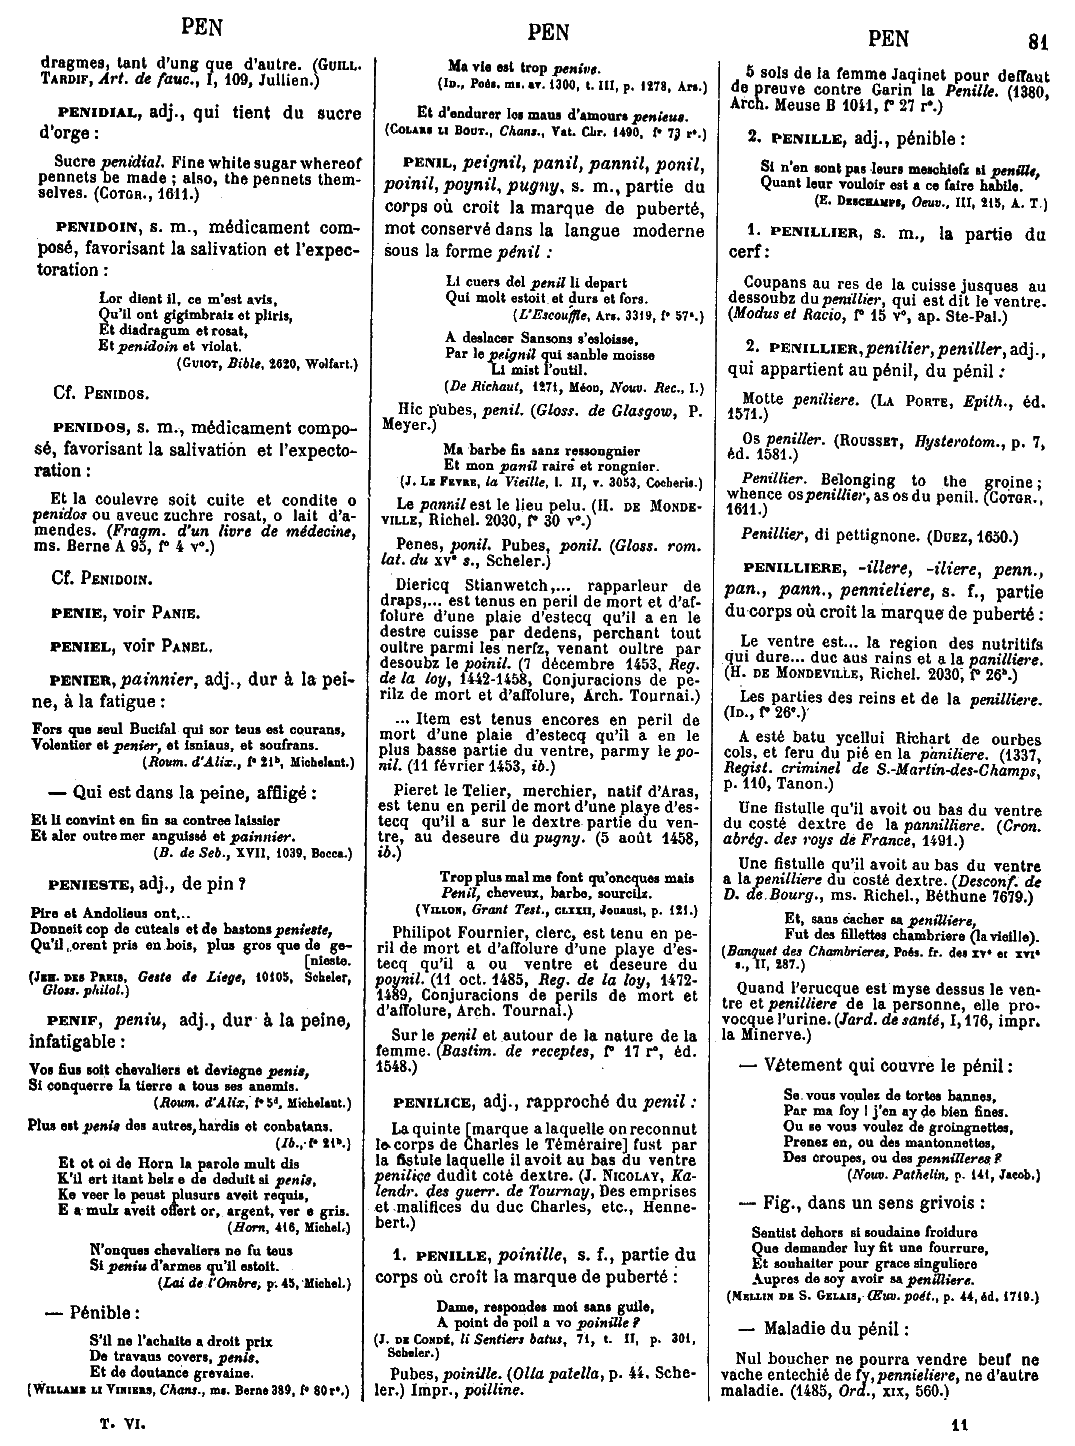 PEN
PEN
PEN
81
dragmes, tant d'ung que d'autre. (GUILL.
TARDIF, Art. de fauc., I, 109, Jullien.)
PENIDIAL, adj., qui tient du sucre
d'orge :
Sucre penidial. Fine white sugar whereof
pennets be made ; also, the pennets them-
selves. (COTGR., 1611.)
PENIDOIN, s. m., médicament com-
posé, favorisant la salivation et l'expec-
toration :
Lor dient il, ce m'est avis,
Qu'il ont gigimbraiz et pliris,
Et diadragum et rosat,
Et penidoin et violat.
(GUIOT, Bible, 2620, Wolfart.)
Cf. PENIDOS.
PENIDOS, s. m., médicament compo-
sé, favorisant la salivation et l'expecto-
ration :
Et la coulevre soit cuite et condite o
penidos ou aveuc zuchre rosat, o lait d'a-
mendes. (Fragm. d'un livre de médecine,
ms. Berne A 95, f° 4 v°.)
Cf. PENIDOIN.
PENIE, voir PANIE.
PENIEL, voir PANEL.
PENIER, painnier, adj., dur à la pei-
ne, à la fatigue :
Fors que seul Bucifal qui sor teus est courans,
Volentier et penier, et isniaus, et soufrans.
(Roum. d'Alix., f° 21ᵇ, Michelant.)
— Qui est dans la peine, affligé :
Et li convint en fin sa contree laissier
Et aler outre mer anguissé et painnier.
(B. de Seb., XVII, 1039, Bocca.)
PENIESTE, adj., de pin ?
Pire et Andolieus ont,..
Donneit cop de cuteals et de bastons penieste,
Qu'il orent pris en bois, plus gros que de ge-
[nieste.
(JEH. DES PREIS, Geste de Liege, 10105, Scheler,
Gloss. philol.)
PENIF, peniu, adj., dur à la peine,
infatigable :
Vos fius soit chevaliers et deviegne penis,
Si conquerre la tierre a tous ses anemis.
(Roum. d'Alix, f° 5ᵈ, Michelant.)
Plus est penis des autres, hardis et conbatans.
(Ib., f° 21ᵇ.)
Et ot oi de Horn la parole mult dis
K'il ert itant belz e de deduit si penis,
Ke veer le peust plusurs aveit requis,
E a mulz aveit offert or, argent, ver e gris.
(Horn, 416, Michel.)
N'onques chevaliers ne fu teus
Si peniu d'armes qu'il estoit.
(Lai de l'Ombre, p. 45, Michel.)
— Pénible :
S'il ne l'achaite a droit prix
De travaus covers, penis,
Et de doutance grevaine.
(WILLAME LI VINIERS, Chans., ms. Berne 389, f° 80 r°.)
T. VI.
Ma vie est trop penive.
(ID., Poés. ms. av. 1300, t. III, p. 1278, Ars.)
Et d'endurer les maus d'amours penieus.
(COLARS LI BOUT., Chans., Vat. Chr. 1490, f° 73 r°.)
PENIL, peignil, panil, pannil, ponil,
poinil, poynil, pugny, s. m., partie du
corps où croit la marque de puberté,
mot conservé dans la langue moderne
sous la forme pénil :
Li cuers del penil li depart
Qui molt estoit et durs et fors.
(L'Escouffle, Ars. 3319, f° 57ᵃ.)
A deslacer Sansons s'esloisse,
Par le peignil qui sanble moisse
Li mist l'outil.
(De Richaut, 1271, MÉON, Nouv. Rec., I.)
Hic pubes, penil. (Gloss. de Glasgow, P.
Meyer.)
Ma barbe fis sanz ressongnier
Et mon panil raire et rongnier.
(J. LE FEVRE, la Vieille, l. II, v. 3053, Cocheris.)
Le pannil est le lieu pelu. (H. DE MONDE-
VILLE, Richel. 2030, f° 30 v°.)
Penes, ponil. Pubes, ponil. (Gloss. rom.
lat. du XVᵉ s., Scheler.)
Diericq Stianwetch,... rapparleur de
draps,... est tenus en peril de mort et d'af-
folure d'une plaie d'estecq qu'il a en le
destre cuisse par dedens, perchant tout
oultre parmi les nerfz, venant oultre par
desoubz le poinil. (7 décembre 1453, Reg.
de la loy, 1442-1458, Conjuracions de pe-
rilz de mort et d'affolure, Arch. Tournai.)
... Item est tenus encores en peril de
mort d'une plaie d'estecq qu'il a en le
plus basse partie du ventre, parmy le po-
nil. (11 février 1453, ib.)
Pieret le Telier, merchier, natif d'Aras,
est tenu en peril de mort d'une playe d'es-
tecq qu'il a sur le dextre partie du ven-
tre, au deseure du pugny. (5 août 1458,
ib.)
Trop plus mal me font qu'oncques mais
Penil, cheveux, barbe, sourcilz.
(VILLON, Grant Test., CLXXII, Jouaust, p. 121.)
Philipot Fournier, clerc, est tenu en pe-
ril de mort et d'affolure d'une playe d'es-
tecq qu'il a ou ventre et deseure du
poynil. (11 oct. 1485, Reg. de la loy, 1472-
1489, Conjuracions de perils de mort et
d'affolure, Arch. Tournai.)
Sur le penil et autour de la nature de la
femme. (Bastim. de receptes, f° 17 r°, éd.
1548.)
PENILICE, adj., rapproché du penil :
La quinte [marque a laquelle on reconnut
le corps de Charles le Téméraire] fust par
la fistule laquelle il avoit au bas du ventre
penilice dudit coté dextre. (J. NICOLAY, Ka-
lendr. des guerr. de Tournay, Des emprises
et malifices du duc Charles, etc., Henne-
bert.)
1. PENILLE, poinille, s. f., partie du
corps où croît la marque de puberté :
Dame, respondes moi sans guile,
A point de poil a vo poinille ?
(J. DE CONDÉ, li Sentiers batus, 71, t. II, p. 301,
Scheler.)
Pubes, poinille. (Olla patella, p. 44. Sche-
ler.) Impr., poilline.
5 sols de la femme Jaqinet pour deffaut
de preuve contre Garin la Penille. (1380,
Arch. Meuse B 1041, f° 27 r°.)
2. PENILLE, adj., pénible :
Si n'en sont pas leurs meschiefz si penille,
Quant leur vouloir est a ce faire habile.
(E. DESCHAMPS, Oeuv., III, 215, A. T.)
1. PENILLIER, s. m., la partie du
cerf :
Coupans au res de la cuisse jusques au
dessoubz du penillier, qui est dit le ventre.
(Modus et Racio, f° 15 v°, ap. Ste-Pal.)
2. PENILLIER, penilier, peniller, adj.,
qui appartient au pénil, du pénil :
Motte peniliere. (LA PORTE, Epith., éd.
1571.)
Os peniller. (ROUSSET, Hysterotom., p. 7,
éd. 1581.)
Penillier. Belonging to the groine ;
whence os penillier, as os du penil. (COTGR.,
1611.)
Penillier, di pettignone. (DUEZ, 1650.)
PENILLIERE, -illere, -iliere, penn.,
pan., pann., pennieliere, s. f., partie
du corps où croît la marque de puberté :
Le ventre est... la region des nutritifs
qui dure... duc aus rains et a la panilliere.
(H. DE MONDEVILLE, Richel. 2030, f° 26ᵇ.)
Les parties des reins et de la penilliere.
(ID., f° 26ᶜ.)
A esté batu ycellui Richart de ourbes
cols, et feru du pié en la paniliere. (1337,
Regist. criminel de S.-Martin-des-Champs,
p. 110, Tanon.)
Une fistulle qu'il avoit ou bas du ventre
du costé dextre de la pannilliere. (Cron.
abrég. des roys de France, 1491.)
Une fistulle qu'il avoit au bas du ventre
a la penilliere du costé dextre. (Desconf. de
D. de Bourg., ms. Richel., Béthune 7679.)
Et, sans cacher sa penilliere,
Fut des fillettes chambriere (la vieille).
(Banquet des Chambrieres, Poés. fr. des XVᵉ et XVIᵉ
s., II, 287.)
Quand l'erucque est myse dessus le ven-
tre et penilliere de la personne, elle pro-
vocque l'urine. (Jard. de santé, I, 176, impr.
la Minerve.)
— Vêtement qui couvre le pénil :
Se vous voulez de tortes bannes,
Par ma foy ! j'en ay de bien fines.
Ou se vous voulez de groingnettes,
Prenez en, ou des mantonnettes,
Des croupes, ou des pennilleres ?
(Nouv. Pathelin, p. 141, Jacob.)
— Fig., dans un sens grivois :
Sentist dehors si soudaine froidure
Que demander luy fit une fourrure,
Et souhaiter pour grace singuliere
Aupres de soy avoir sa penilliere.
(MELLIN DE S. GELAIS, Œuv. poét., p. 44, éd. 1719.)
— Maladie du pénil :
Nul boucher ne pourra vendre beuf ne
vache entechié de fy, pennieliere, ne d'autre
maladie. (1485, Ord., XIX, 560.)
11